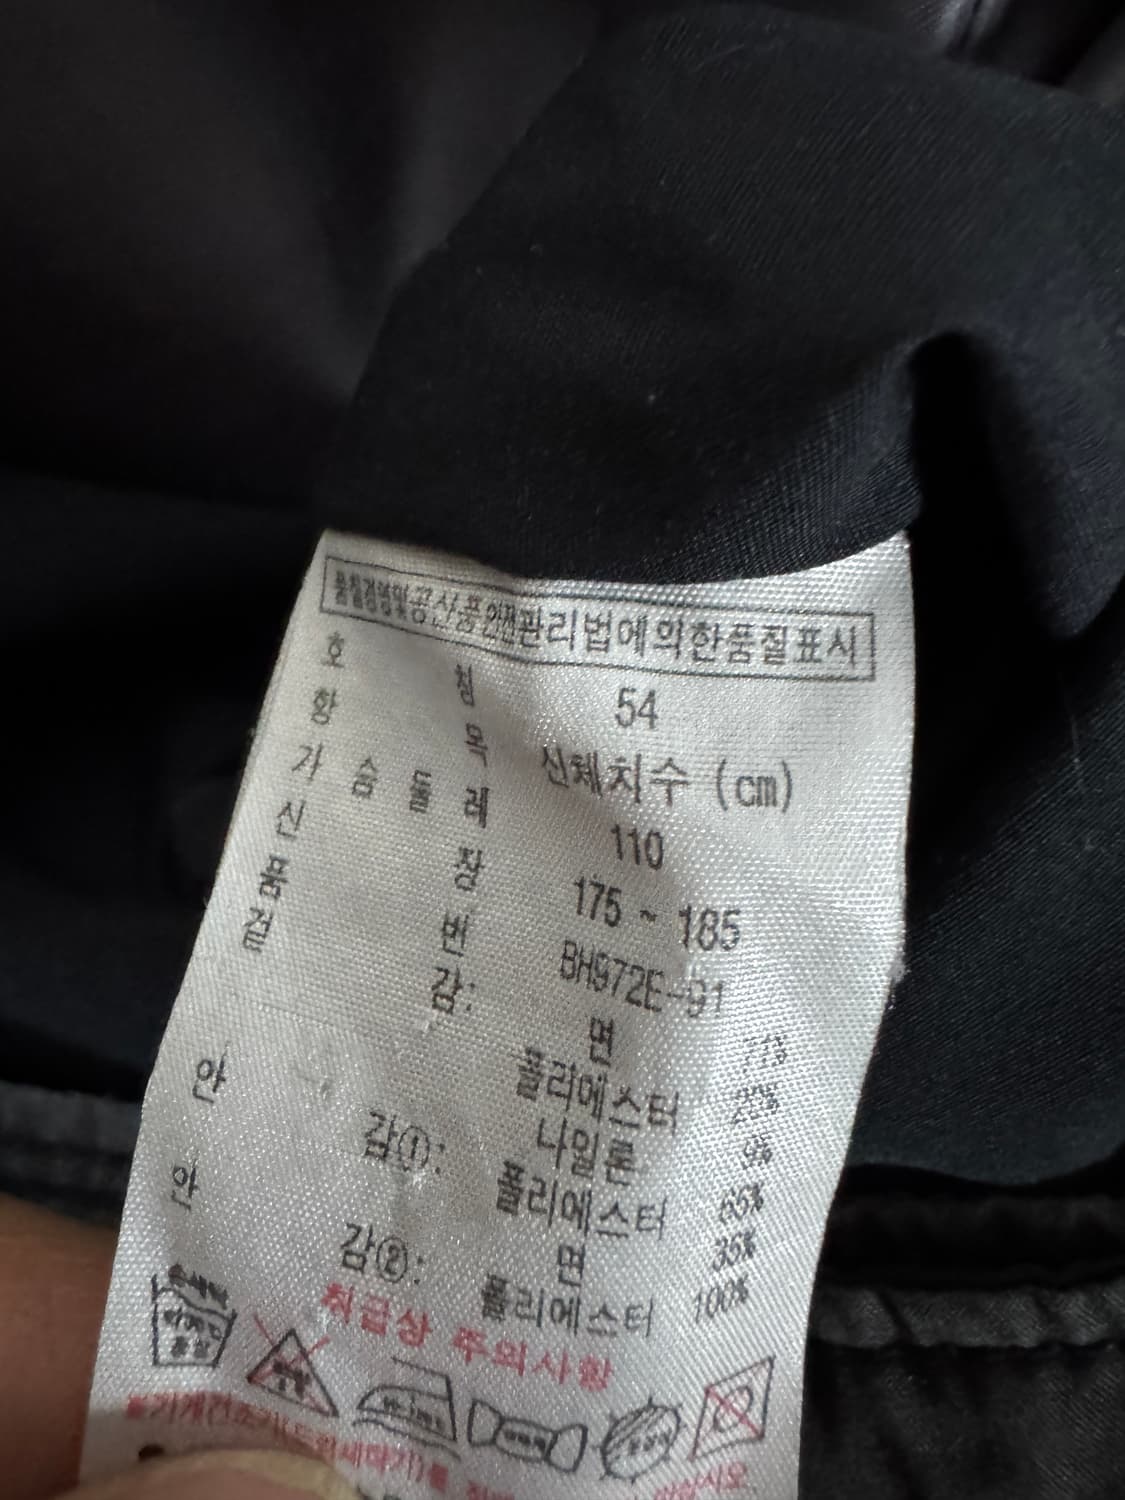 품질경영및공산품안전관리법에의한품질표시
호 칭 54
항 목 신체치수 (cm)
가 슴 둘 레 110
신 장 175 ~ 185
품 번 BH972E-91
겉 감: 면
폴리에스터
나일론 9%
안 감①: 폴리에스터 65%
면 35%
안 감②: 폴리에스터 100%
취급상 주의사항